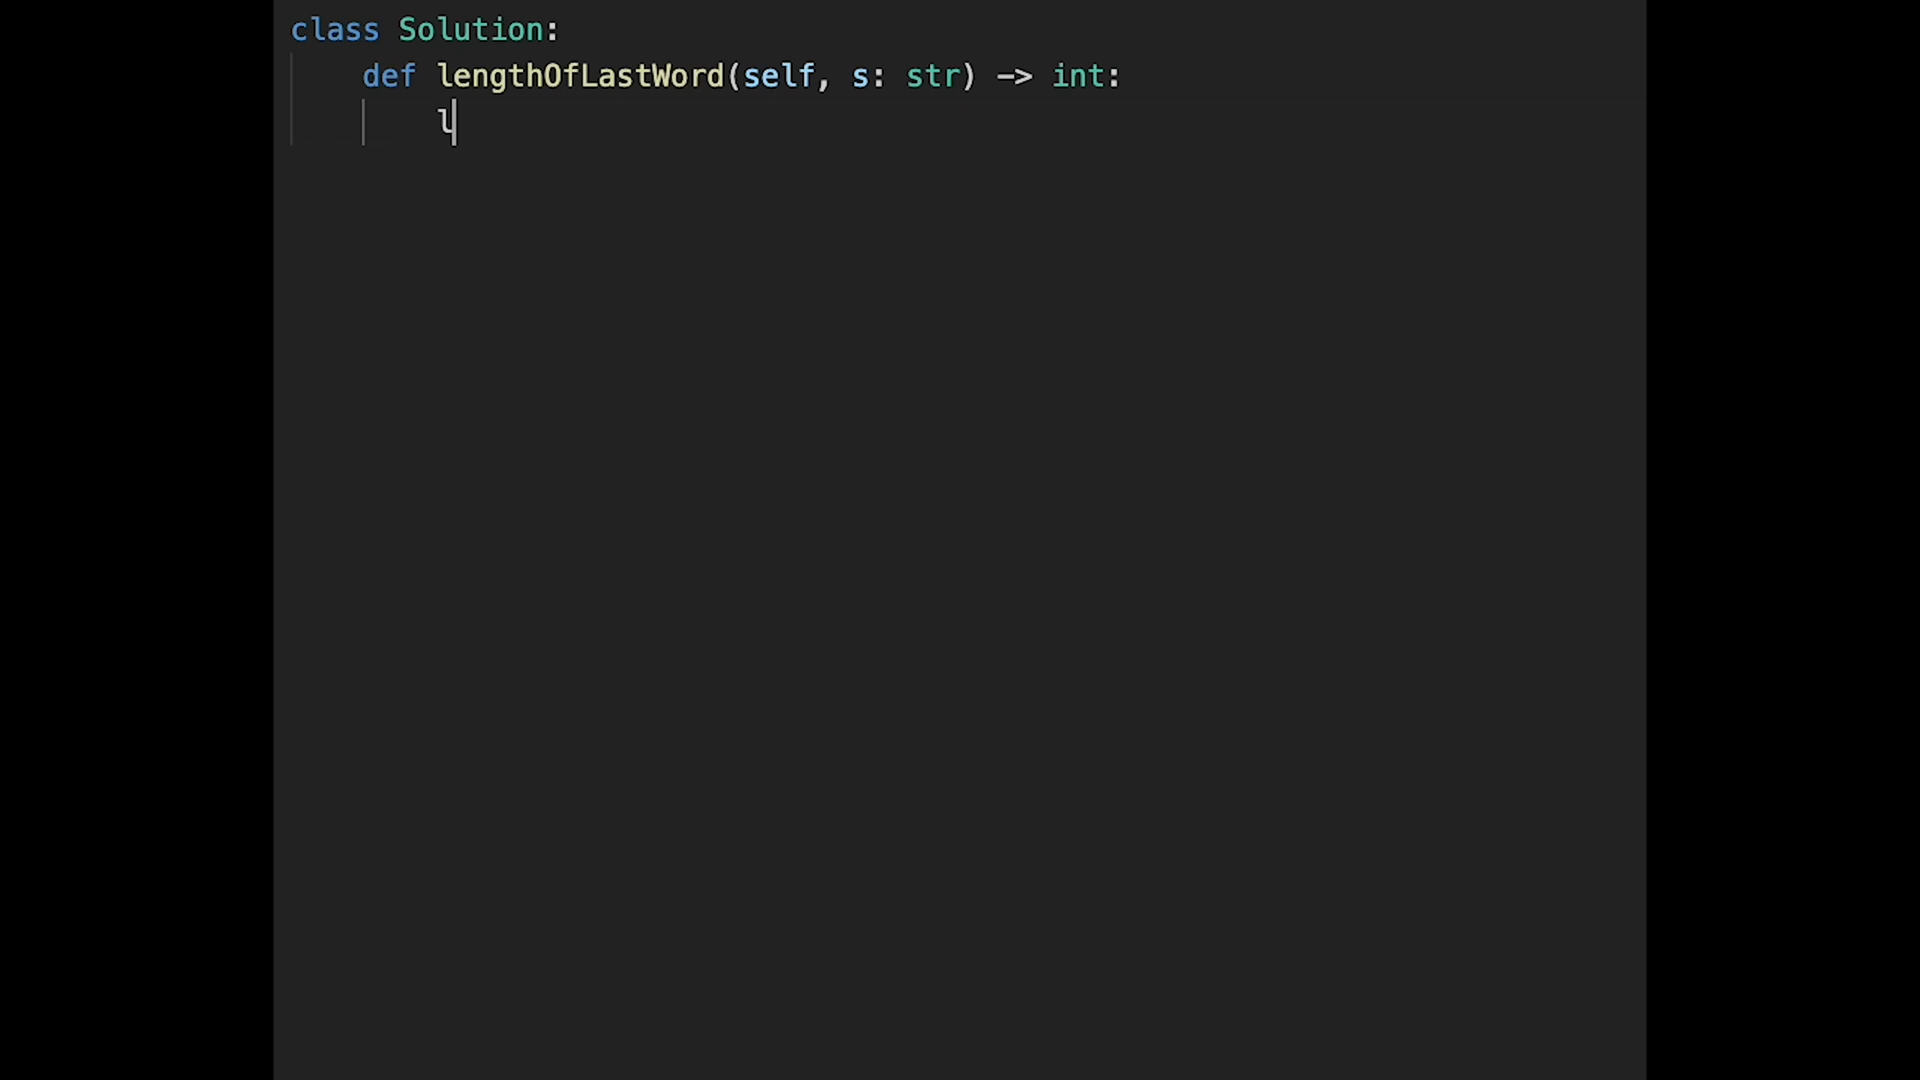 class Solution:
def lengthOfLastWord(self, s: str) -> int:
l